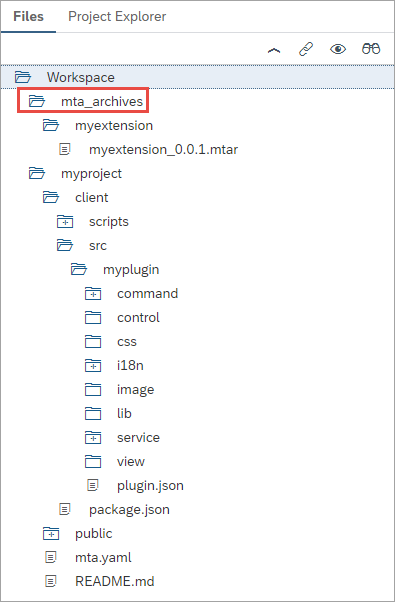 Files Project Explorer
Workspace
mta_archives
myextension
myextension_0.0.1.mtar
myproject
client
scripts
src
myplugin
command
control
css
i18n
image
lib
service
view
plugin.json
package.json
public
mta.yaml
README.md